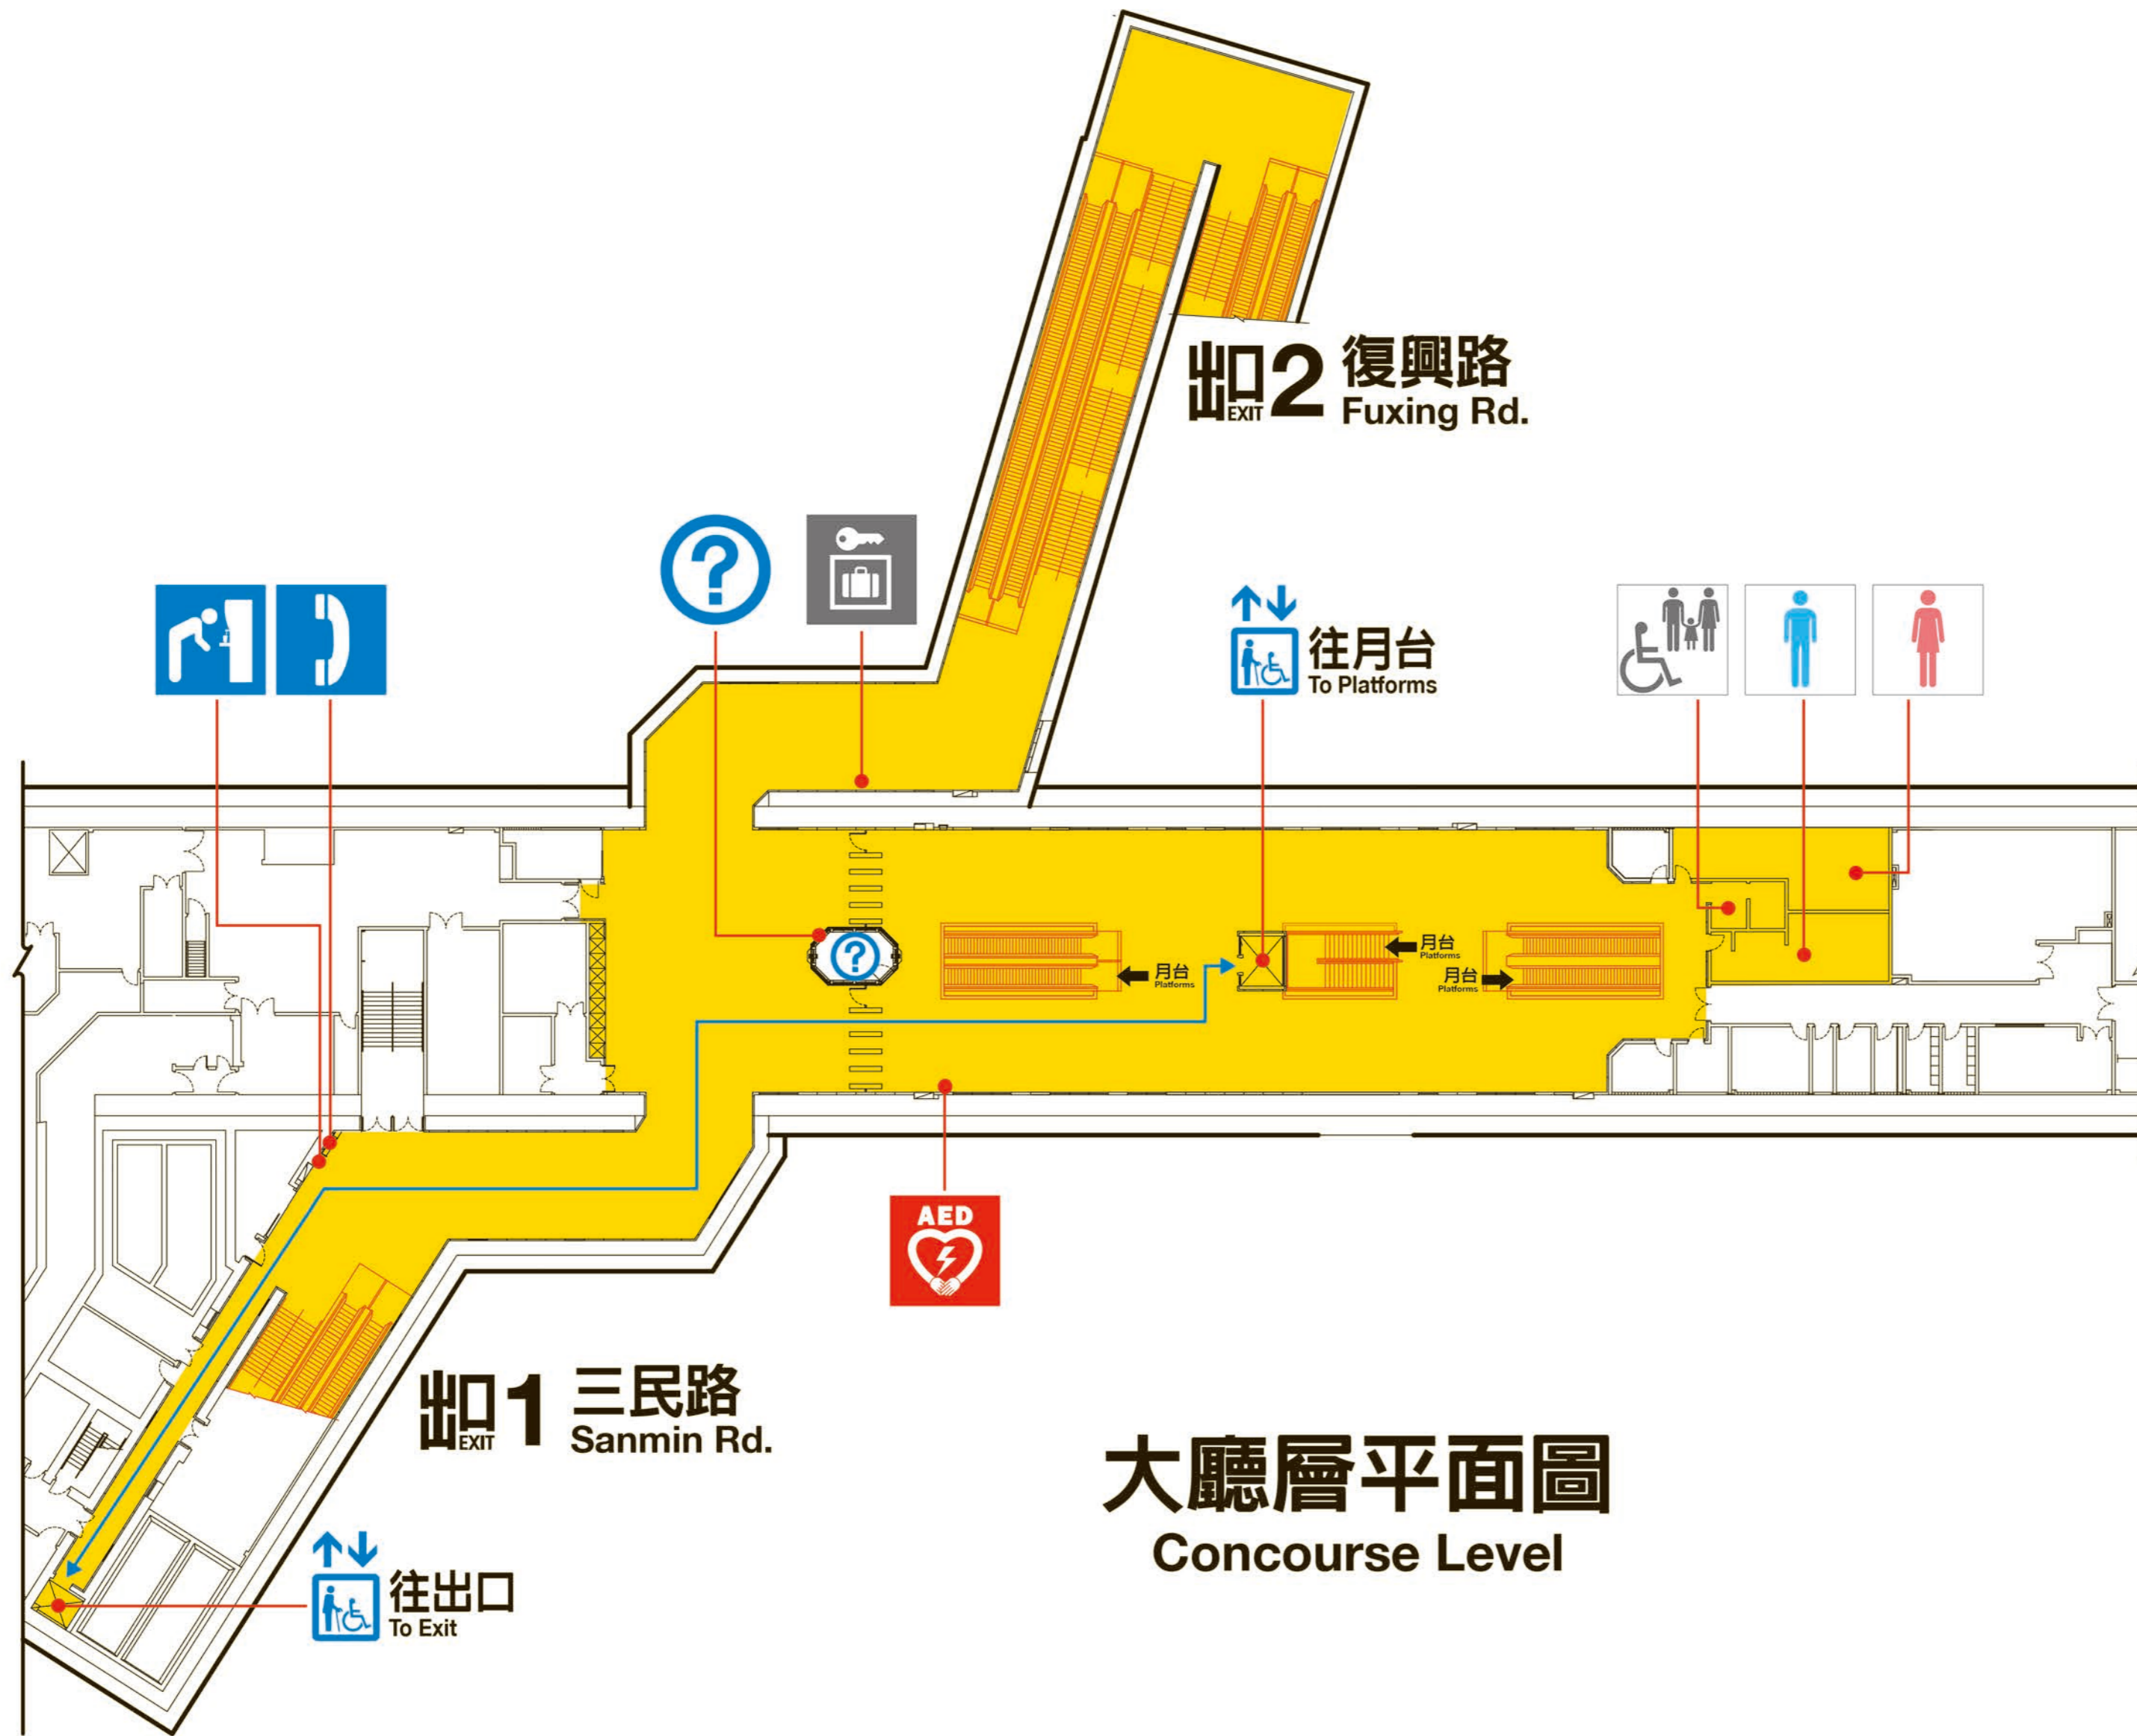 出口2 復興路
EXIT Fuxing Rd.
?
往月台
To Platforms
?
月台
Platforms
月台
Platforms
月台
Platforms
AED
出口1 三民路
EXIT Sanmin Rd.
大廳層平面圖
Concourse Level
往出口
To Exit